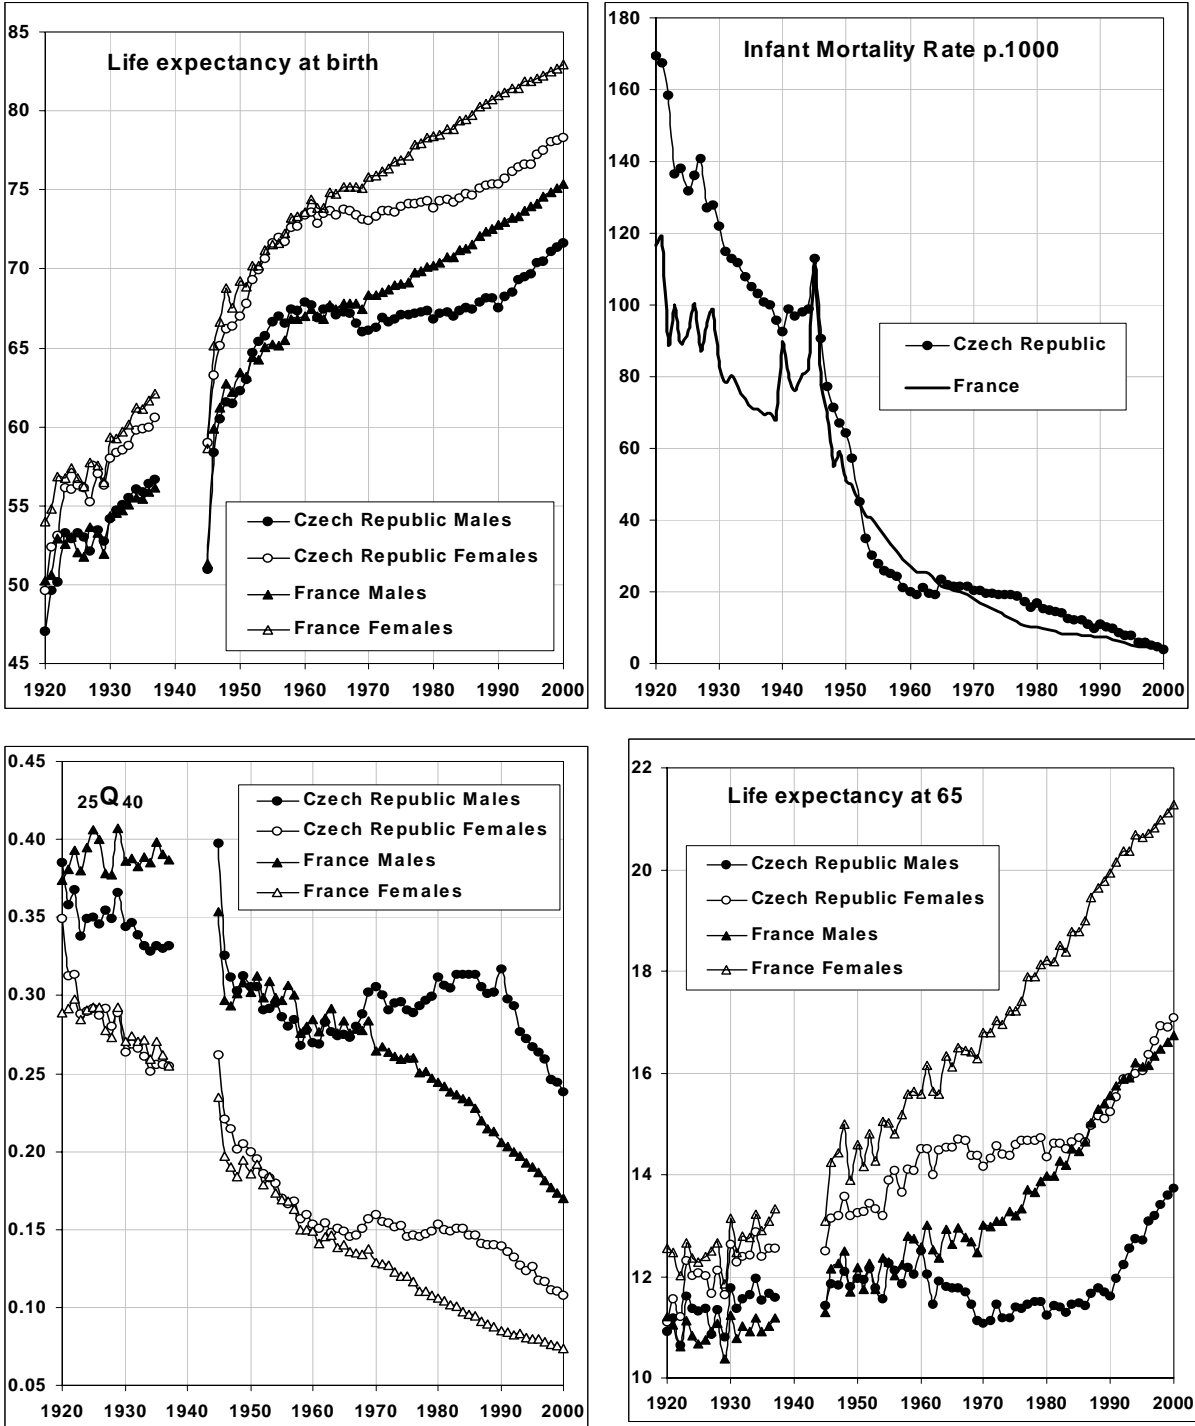 Life expectancy at birth
85
80
75
70
65
60
55
50
45
1920 1930 1940 1950 1960 1970 1980 1990 2000
Czech Republic Males
Czech Republic Females
France Males
France Females
Infant Mortality Rate p.1000
180
160
140
120
100
80
60
40
20
0
1920 1930 1940 1950 1960 1970 1980 1990 2000
Czech Republic
France
25Q40
0.45
0.40
0.35
0.30
0.25
0.20
0.15
0.10
0.05
1920 1930 1940 1950 1960 1970 1980 1990 2000
Czech Republic Males
Czech Republic Females
France Males
France Females
Life expectancy at 65
22
20
18
16
14
12
10
1920 1930 1940 1950 1960 1970 1980 1990 2000
Czech Republic Males
Czech Republic Females
France Males
France Females